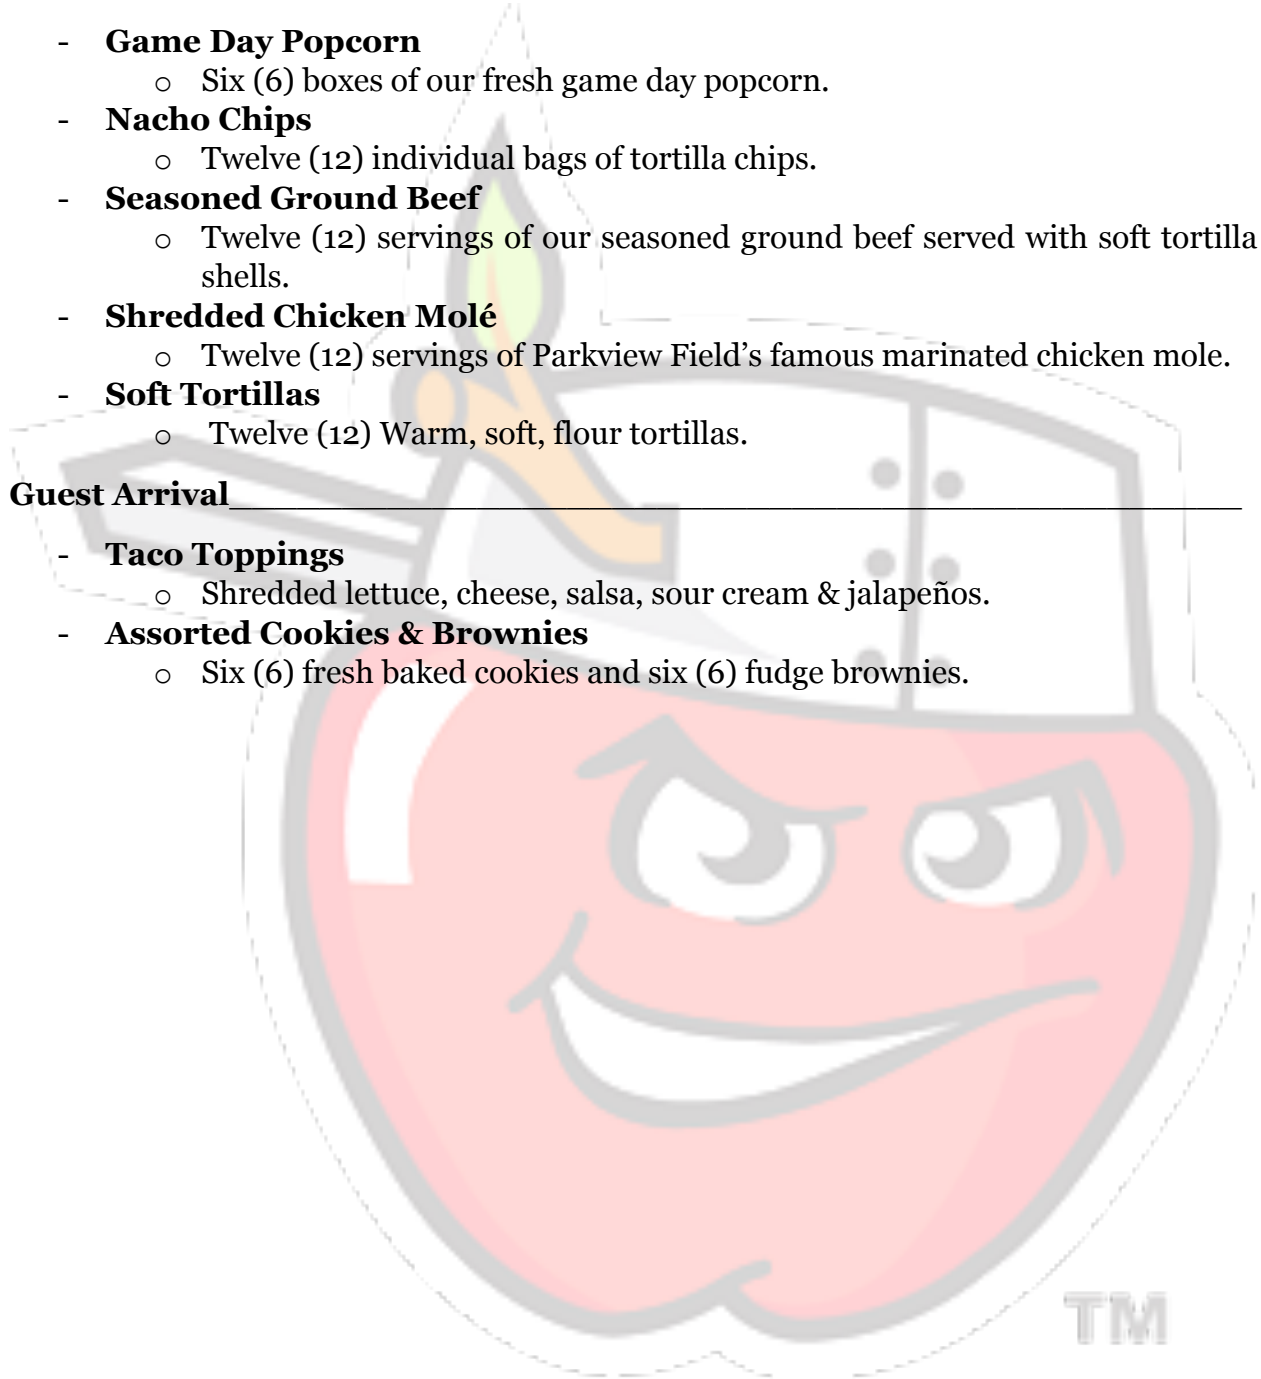 - Game Day Popcorn
o Six (6) boxes of our fresh game day popcorn.
- Nacho Chips
o Twelve (12) individual bags of tortilla chips.
- Seasoned Ground Beef
o Twelve (12) servings of our seasoned ground beef served with soft tortilla
shells.
- Shredded Chicken Molé
o Twelve (12) servings of Parkview Field’s famous marinated chicken mole.
- Soft Tortillas
o Twelve (12) Warm, soft, flour tortillas.
Guest Arrival_______________________________________________
- Taco Toppings
o Shredded lettuce, cheese, salsa, sour cream & jalapeños.
- Assorted Cookies & Brownies
o Six (6) fresh baked cookies and six (6) fudge brownies.
TM